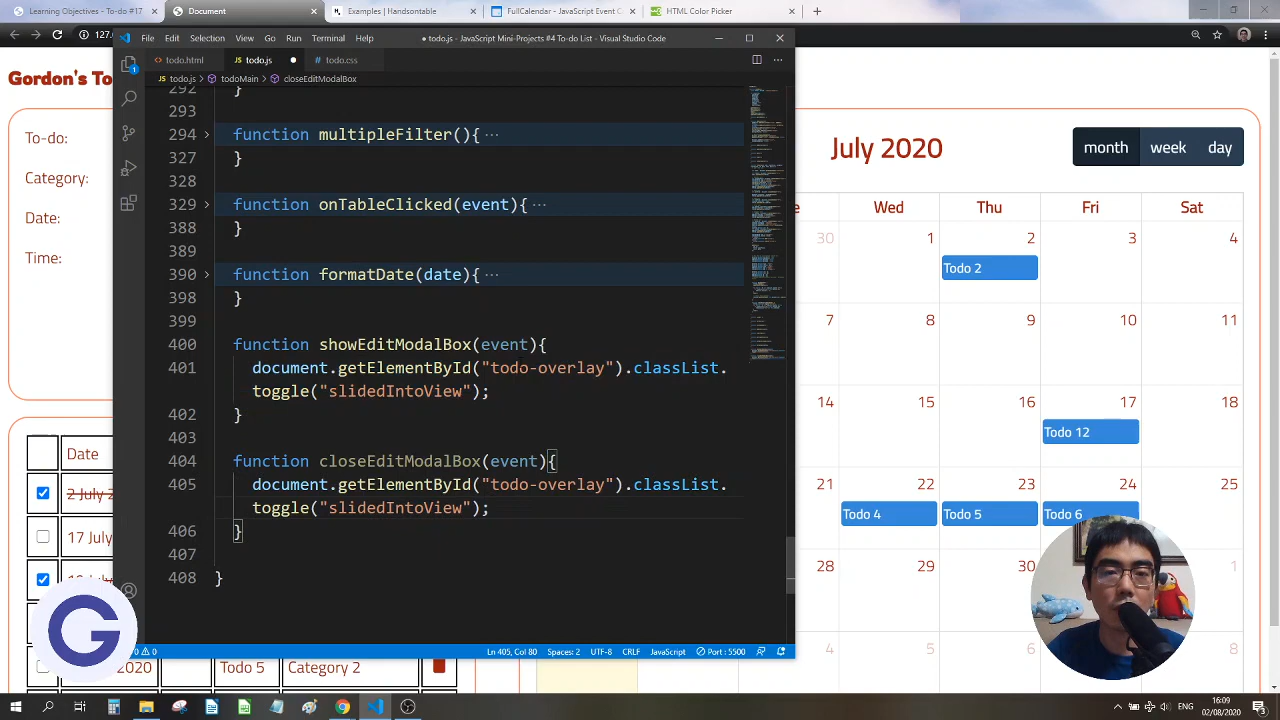 Learning Objectives #17
Document
Examples | Handsontable
FullCalendar - JavaScript Event C
HTML Color Picker
127.
Gordon's To
File Edit Selection View Go Run Terminal Help
● todo.js - JavaScript Mini-Project #4 To-do List - Visual Studio Code
todo.html
todo.js
todo.css
todo.js > todoMain > closeEditModalBox
292 }
293
294 function multipleFilter(){…
327
328
329 function onTableClicked(event){…
388
389
390 function formatDate(date){…
398
399
400 function showEditModalBox(event){
401 document.getElementById("todo-overlay").classList.
toggle("slidedIntoView");
402 }
403
404 function closeEditModalBox(event){
405 document.getElementById("todo-overlay").classList.
toggle("slidedIntoView");
406 }
407
408 }
0 0
Ln 405, Col 80 Spaces: 2 UTF-8 CRLF JavaScript Port : 5500
Date
Time:
Date
2 July 2
17 July
2020 Todo 5 Category 2
July 2020
month week day
Wed Thu Fri Sat
30 1 2 3 4
Todo 2
7 8 9 10 11
14 15 16 17 18
Todo 12
21 22 23 24 25
Todo 4 Todo 5 Todo 6
28 29 30 1
4 5 6 8
G
ENG
16:09
02/08/2020